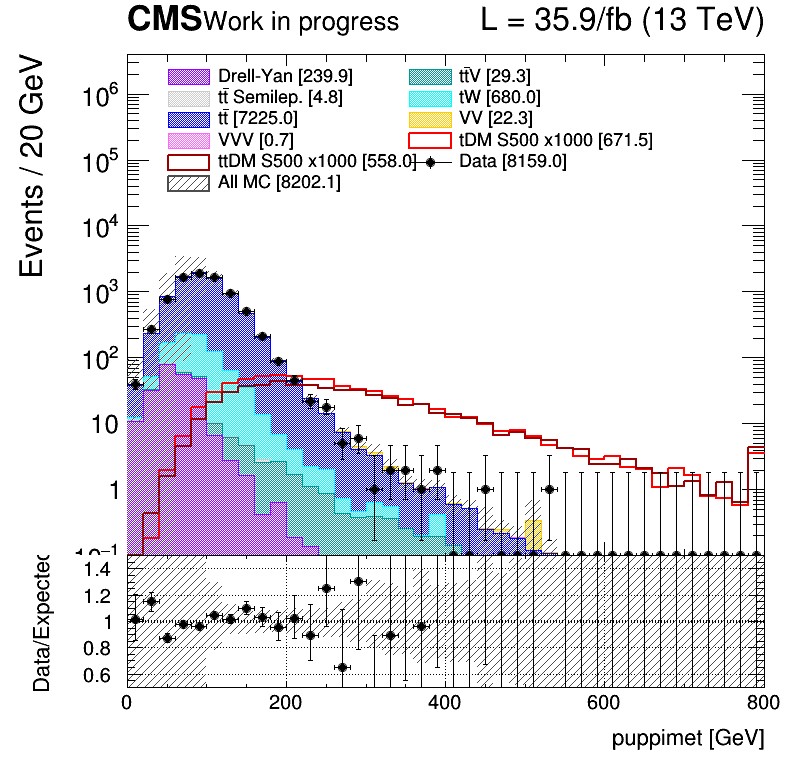 CMS Work in progress L = 35.9/fb (13 TeV)
Events / 20 GeV
Drell-Yan [239.9] tt̄V [29.3]
tt̄ Semilep. [4.8] tW [680.0]
tt̄ [7225.0] VV [22.3]
VVV [0.7] tDM S500 x1000 [671.5]
ttDM S500 x1000 [558.0] Data [8159.0]
All MC [8202.1]
10⁶
10⁵
10⁴
10³
10²
10
1
10⁻¹
Data/Expected
1.4
1.2
1
0.8
0.6
0 200 400 600 800
puppimet [GeV]